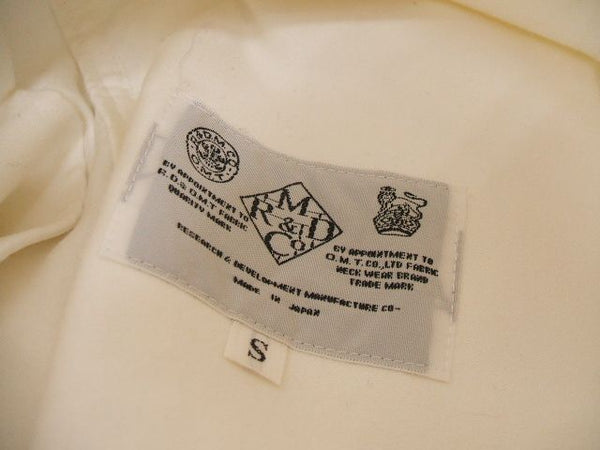 R&D.M.CO.
O.M.T.
BY APPOINTMENT TO
R.D.& O.M.T FABRIC
QUALITY MARK
M
R & D
Co.
BY APPOINTMENT TO
O.M.T.CO.,LTD FABRIC
NECK WEAR BRAND
TRADE MARK
RESEARCH & DEVELOPMENT MANUFACTURE CO-
MADE IN JAPAN
S